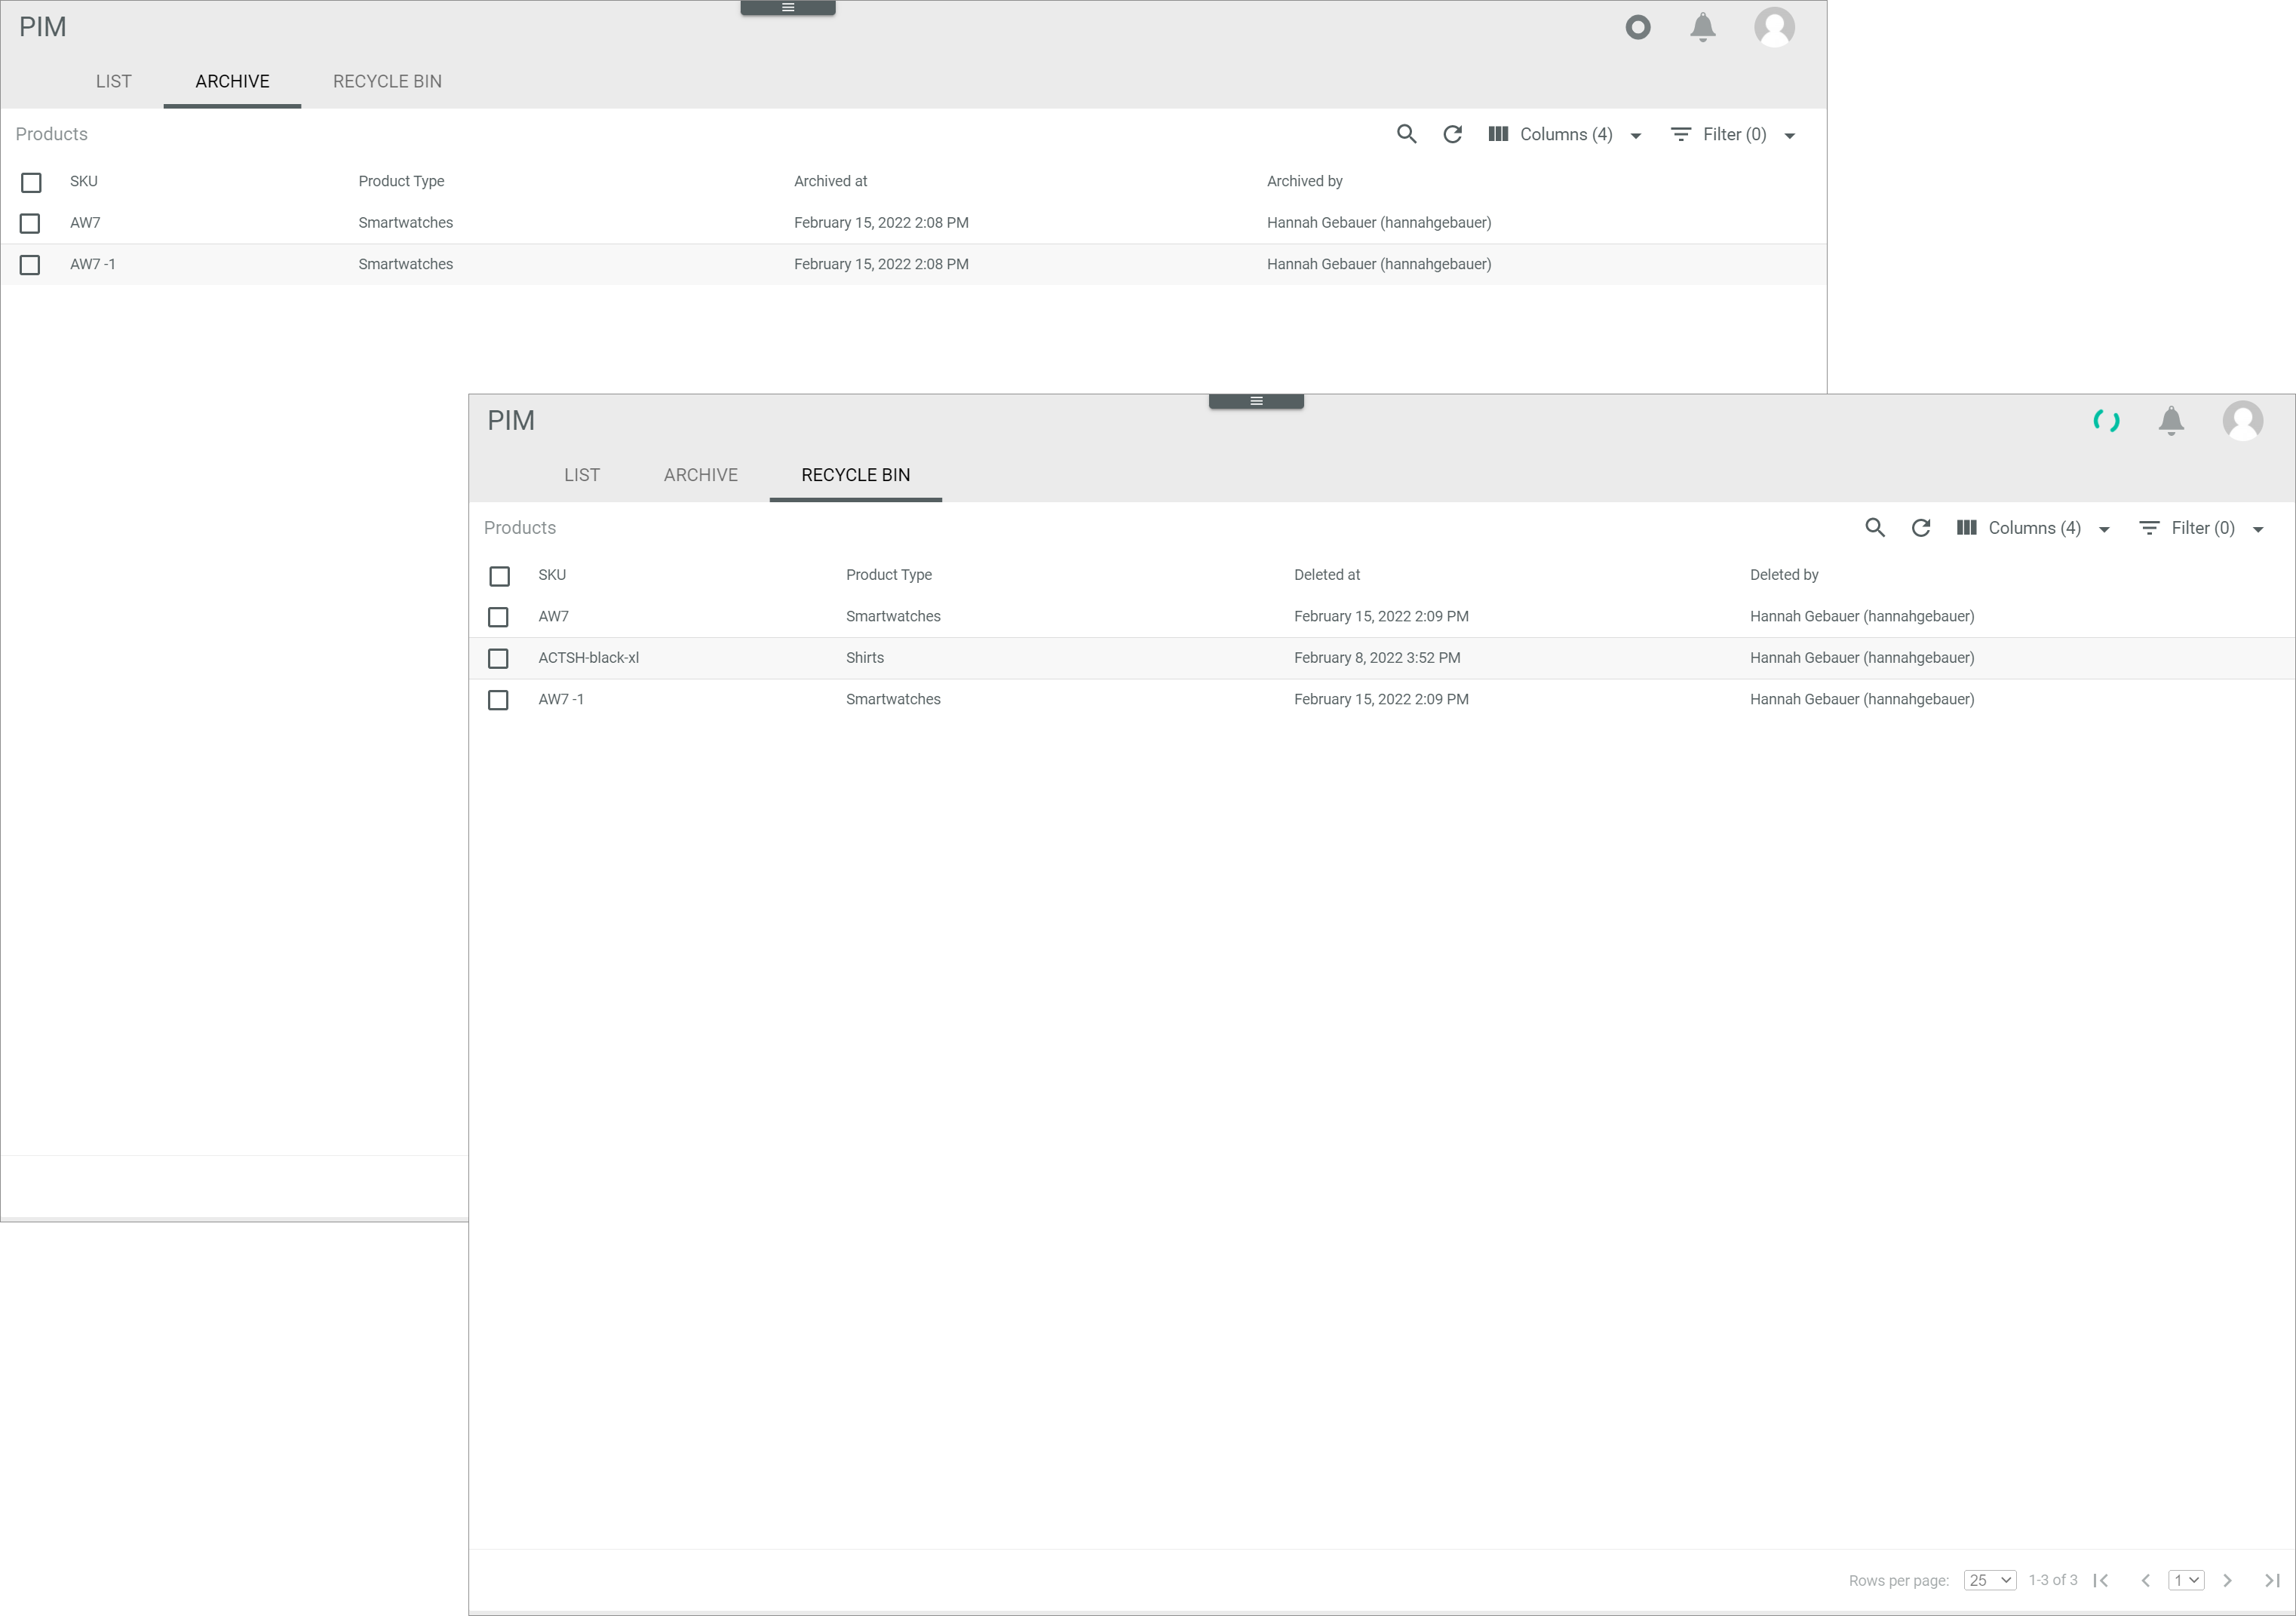 PIM
LIST ARCHIVE RECYCLE BIN
Products Columns (4) Filter (0)
SKU Product Type Archived at Archived by
AW7 Smartwatches February 15, 2022 2:08 PM Hannah Gebauer (hannahgebauer)
AW7 -1 Smartwatches February 15, 2022 2:08 PM Hannah Gebauer (hannahgebauer)
PIM
LIST ARCHIVE RECYCLE BIN
Products Columns (4) Filter (0)
SKU Product Type Deleted at Deleted by
AW7 Smartwatches February 15, 2022 2:09 PM Hannah Gebauer (hannahgebauer)
ACTSH-black-xl Shirts February 8, 2022 3:52 PM Hannah Gebauer (hannahgebauer)
AW7 -1 Smartwatches February 15, 2022 2:09 PM Hannah Gebauer (hannahgebauer)
Rows per page: 25 1-3 of 3 1